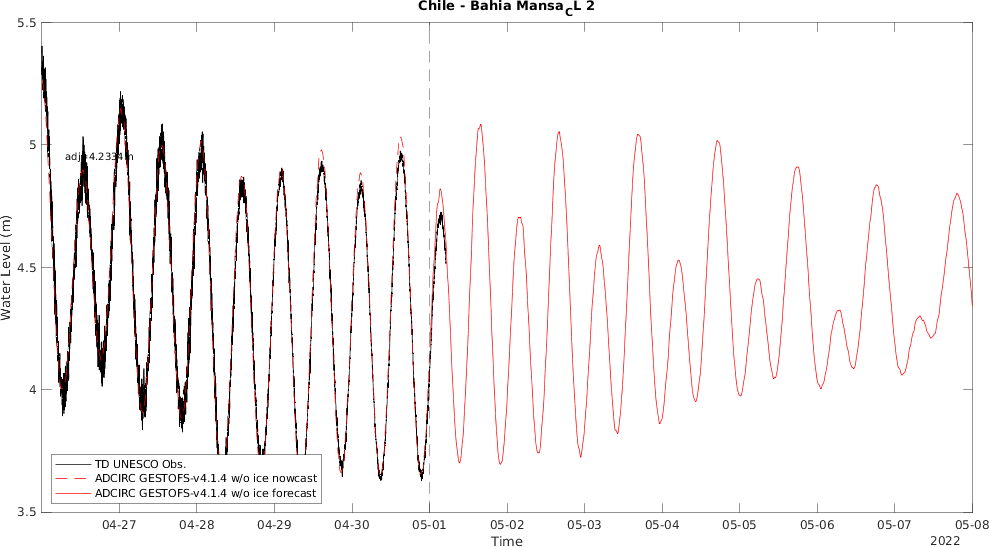 Chile - Bahia Mansa_CL 2
5.5
5
4.5
4
3.5
Water Level (m)
adj=4.2334 m
TD UNESCO Obs.
ADCIRC GESTOFS-v4.1.4 w/o ice nowcast
ADCIRC GESTOFS-v4.1.4 w/o ice forecast
04-27 04-28 04-29 04-30 05-01 05-02 05-03 05-04 05-05 05-06 05-07 05-08
Time
2022